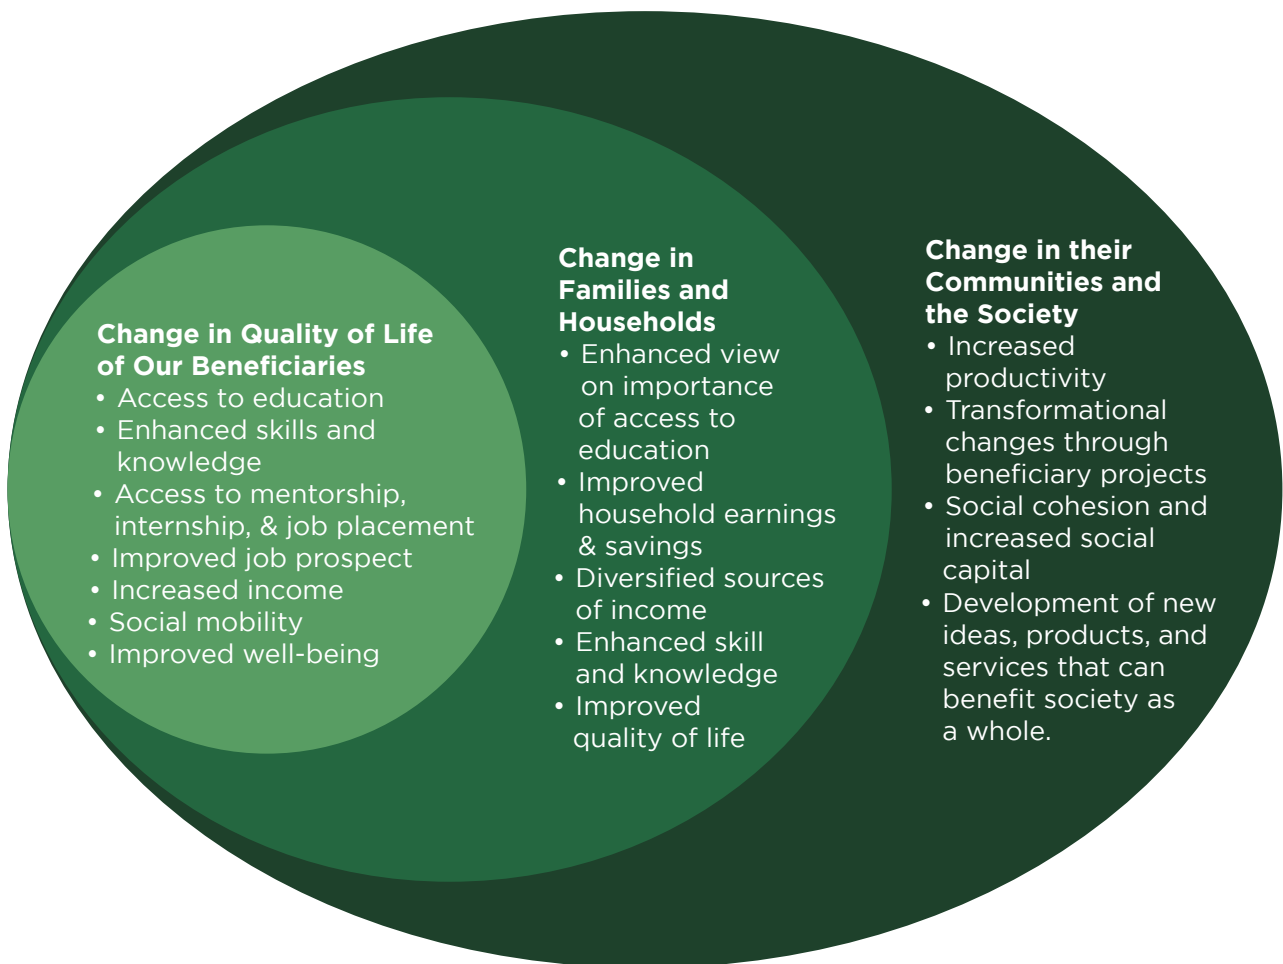 Change in Quality of Life
of Our Beneficiaries
• Access to education
• Enhanced skills and
knowledge
• Access to mentorship,
internship, & job placement
• Improved job prospect
• Increased income
• Social mobility
• Improved well-being
Change in
Families and
Households
• Enhanced view
on importance
of access to
education
• Improved
household earnings
& savings
• Diversified sources
of income
• Enhanced skill
and knowledge
• Improved
quality of life
Change in their
Communities and
the Society
• Increased
productivity
• Transformational
changes through
beneficiary projects
• Social cohesion and
increased social
capital
• Development of new
ideas, products, and
services that can
benefit society as
a whole.